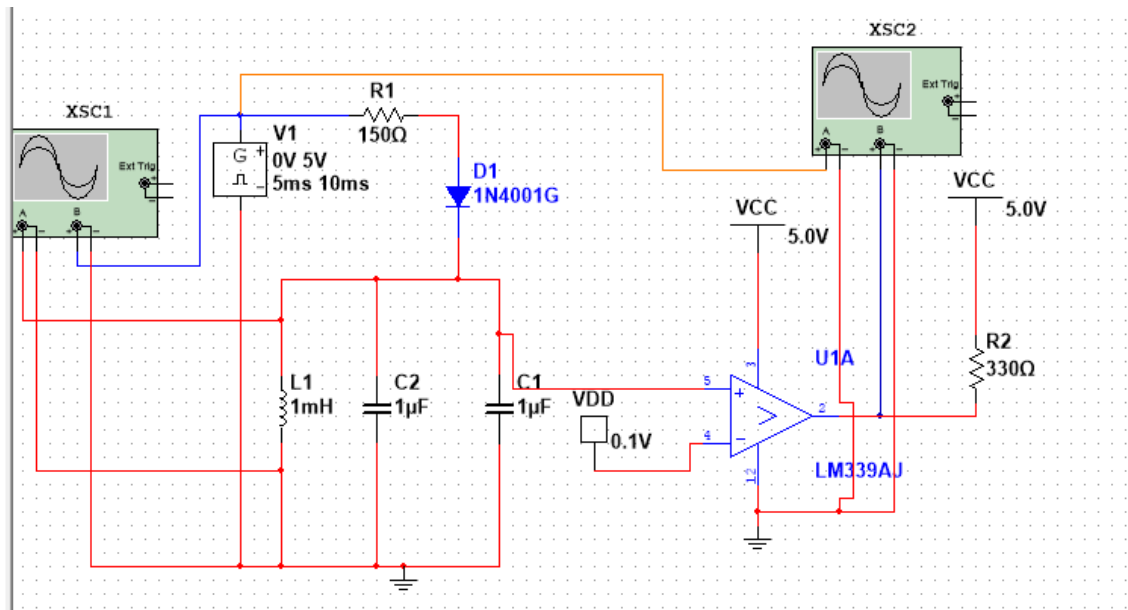 XSC2
Ext Trig
+
-
A
B
+
-
+
-
XSC1
Ext Trig
+
-
A
B
+
-
+
-
R1
150Ω
V1
G
+
-
0V 5V
5ms 10ms
D1
1N4001G
VCC
5.0V
VCC
5.0V
L1
1mH
C2
1µF
C1
1µF
VDD
0.1V
U1A
3
5
+
>
2
4
-
12
LM339AJ
R2
330Ω